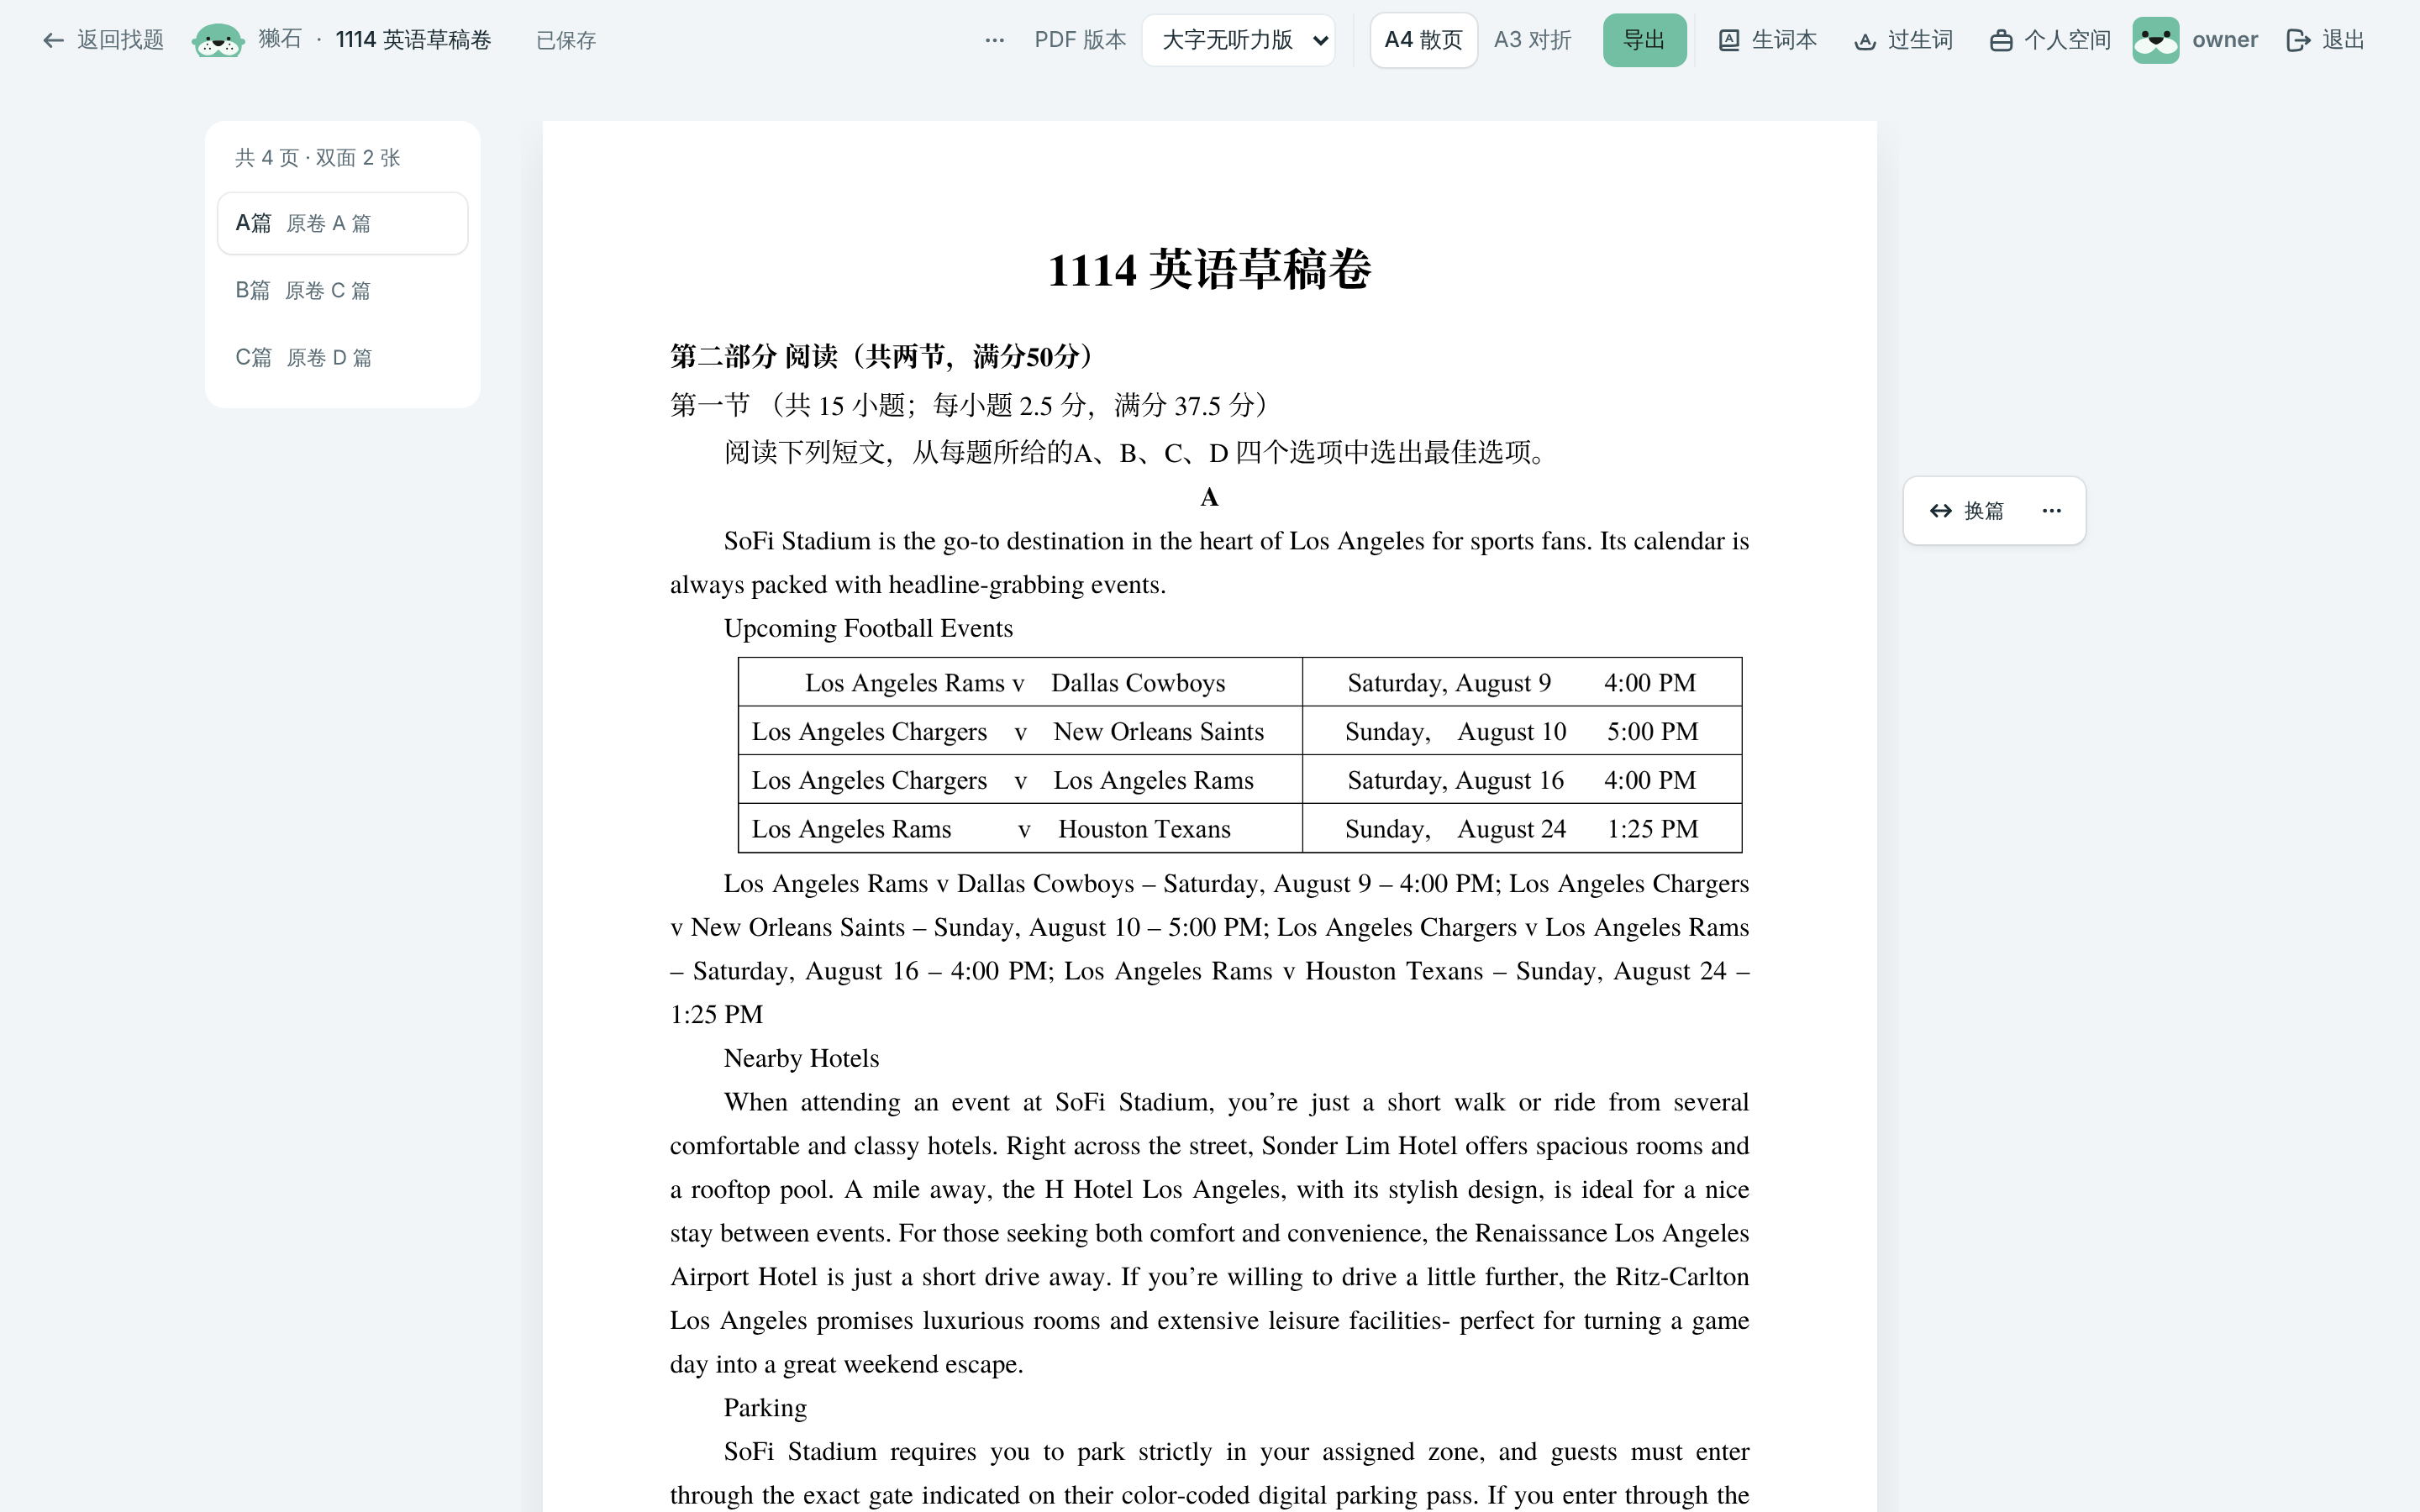 返回找题 獭石 · 1114 英语草稿卷 已保存 ··· PDF 版本 大字无听力版 A4 散页 A3 对折 导出 生词本 过生词 个人空间 owner 退出
共 4 页 · 双面 2 张
A篇 原卷 A 篇
B篇 原卷 C 篇
C篇 原卷 D 篇
1114 英语草稿卷
第二部分 阅读（共两节，满分50分）
第一节 （共 15 小题；每小题 2.5 分，满分 37.5 分）
阅读下列短文，从每题所给的A、B、C、D 四个选项中选出最佳选项。
A
换篇 ···
SoFi Stadium is the go-to destination in the heart of Los Angeles for sports fans. Its calendar is
always packed with headline-grabbing events.
Upcoming Football Events
Los Angeles Rams v Dallas Cowboys Saturday, August 9 4:00 PM
Los Angeles Chargers v New Orleans Saints Sunday, August 10 5:00 PM
Los Angeles Chargers v Los Angeles Rams Saturday, August 16 4:00 PM
Los Angeles Rams v Houston Texans Sunday, August 24 1:25 PM
Los Angeles Rams v Dallas Cowboys – Saturday, August 9 – 4:00 PM; Los Angeles Chargers
v New Orleans Saints – Sunday, August 10 – 5:00 PM; Los Angeles Chargers v Los Angeles Rams
– Saturday, August 16 – 4:00 PM; Los Angeles Rams v Houston Texans – Sunday, August 24 –
1:25 PM
Nearby Hotels
When attending an event at SoFi Stadium, you’re just a short walk or ride from several
comfortable and classy hotels. Right across the street, Sonder Lim Hotel offers spacious rooms and
a rooftop pool. A mile away, the H Hotel Los Angeles, with its stylish design, is ideal for a nice
stay between events. For those seeking both comfort and convenience, the Renaissance Los Angeles
Airport Hotel is just a short drive away. If you’re willing to drive a little further, the Ritz-Carlton
Los Angeles promises luxurious rooms and extensive leisure facilities- perfect for turning a game
day into a great weekend escape.
Parking
SoFi Stadium requires you to park strictly in your assigned zone, and guests must enter
through the exact gate indicated on their color-coded digital parking pass. If you enter through the